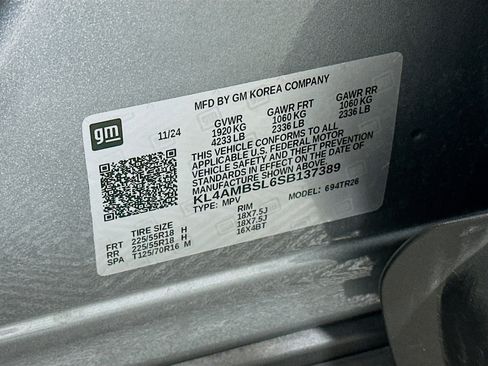 MFD BY GM KOREA COMPANY
gm
11/24
GVWR GAWR FRT GAWR RR
1920 KG 1060 KG 1060 KG
4233 LB 2336 LB 2336 LB
THIS VEHICLE CONFORMS TO ALL
APPLICABLE U.S. FEDERAL MOTOR
VEHICLE SAFETY AND THEFT PREVENTION
STANDARDS IN EFFECT ON THE DATE OF
MANUFACTURE SHOWN ABOVE.
KL4AMBSL6SB137389
TYPE: MPV MODEL: 694TR26
TIRE SIZE RIM
FRT 225/55R18 H 18X7.5J
RR 225/55R18 H 18X7.5J
SPA T125/70R16 M 16X4BT